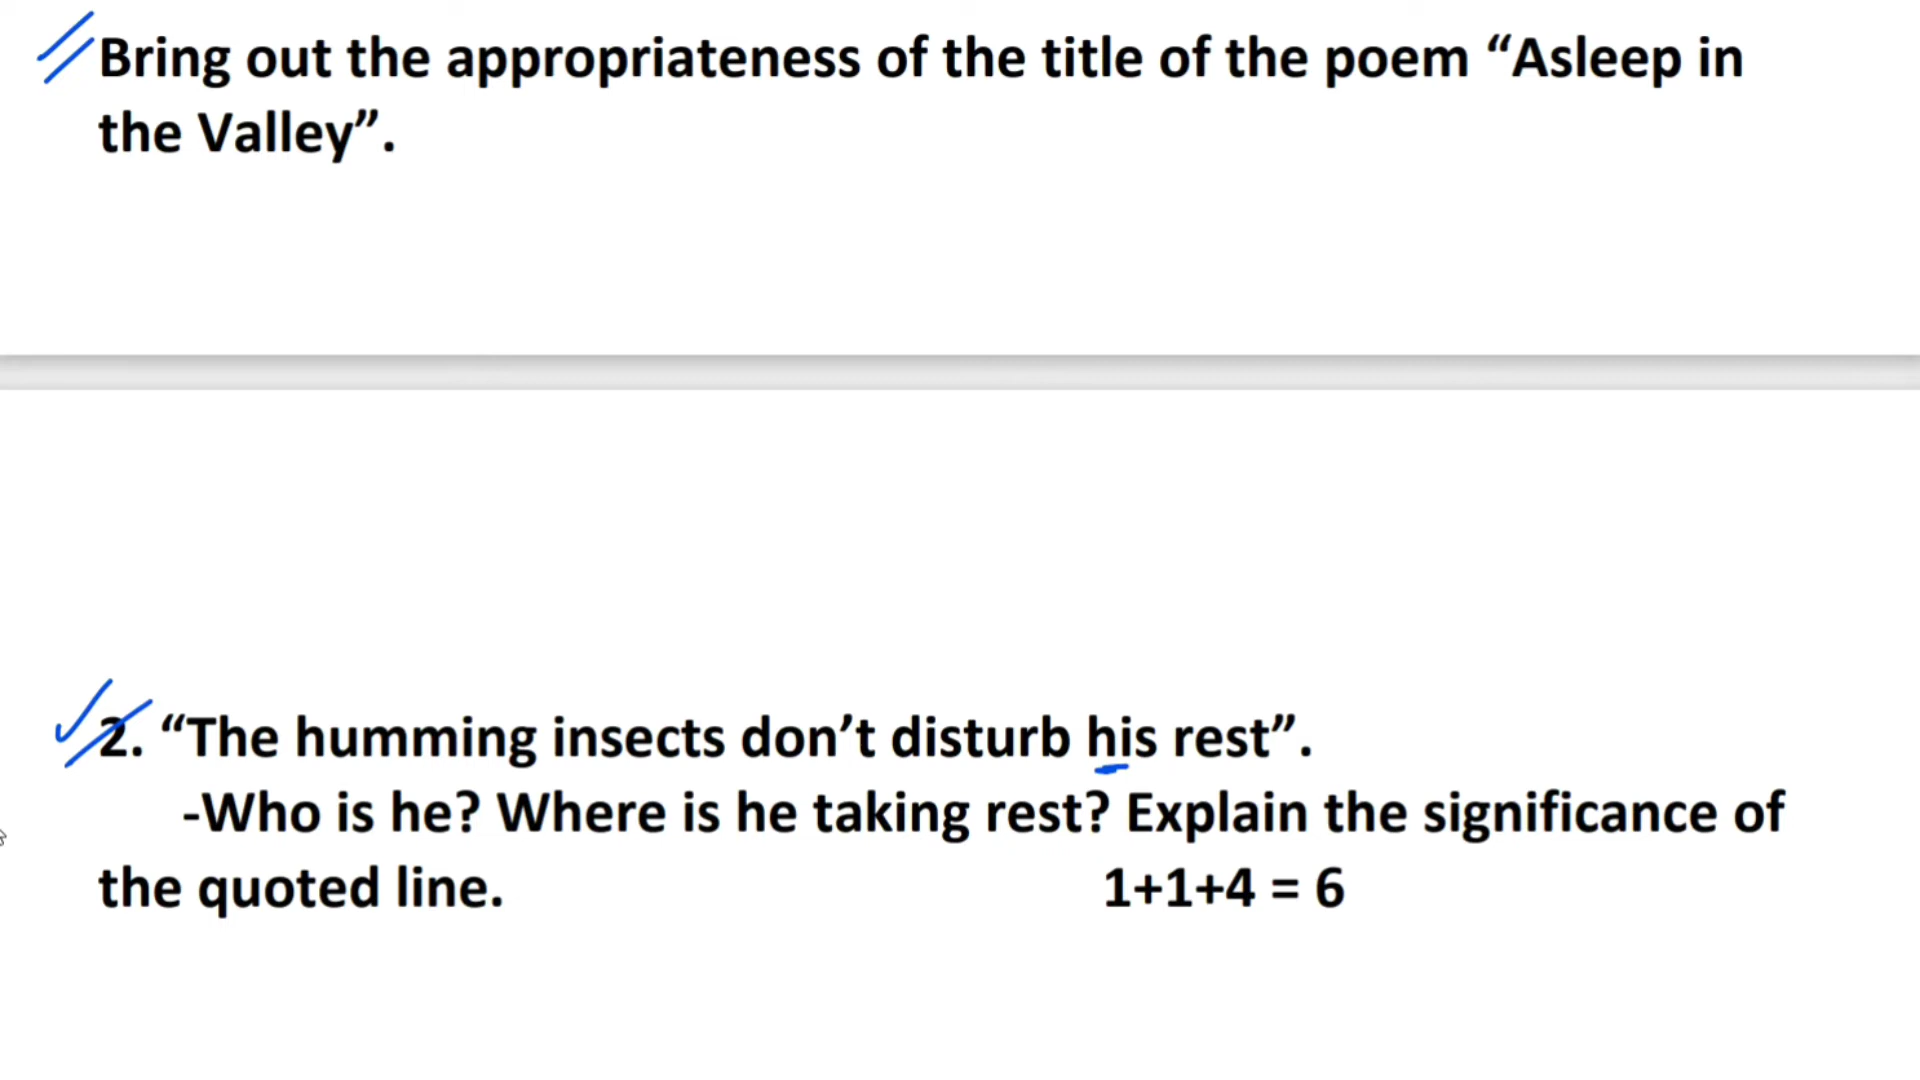 Bring out the appropriateness of the title of the poem “Asleep in
the Valley”.
2. “The humming insects don’t disturb his rest”.
-Who is he? Where is he taking rest? Explain the significance of
the quoted line. 1+1+4 = 6